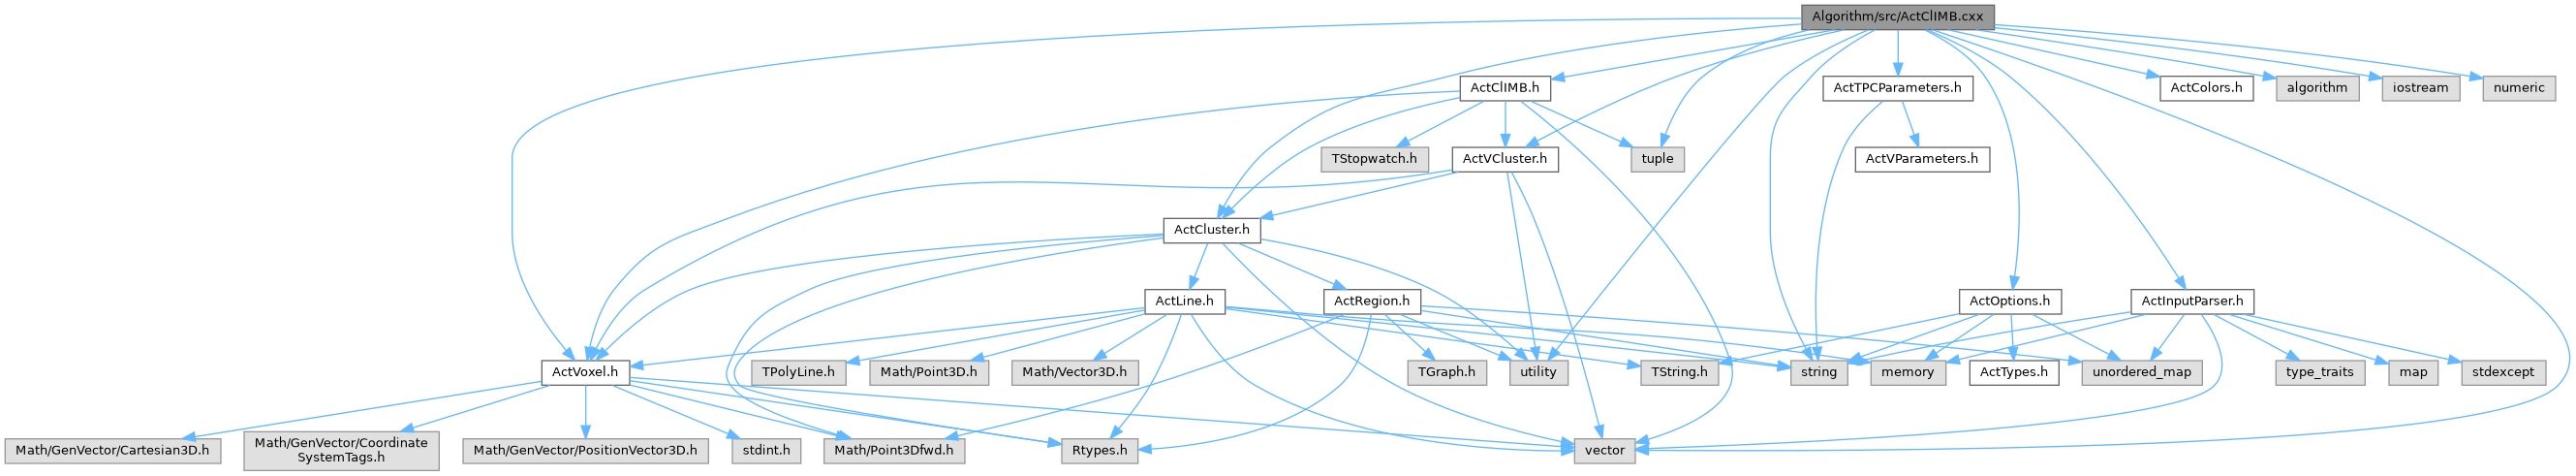 Algorithm/src/ActClIMB.cxx
ActClIMB.h
ActTPCParameters.h
ActColors.h
algorithm
iostream
numeric
TStopwatch.h
ActVCluster.h
tuple
ActVParameters.h
ActCluster.h
ActLine.h
ActRegion.h
ActOptions.h
ActInputParser.h
ActVoxel.h
TPolyLine.h
Math/Point3D.h
Math/Vector3D.h
TGraph.h
utility
TString.h
string
memory
ActTypes.h
unordered_map
type_traits
map
stdexcept
Math/GenVector/Cartesian3D.h
Math/GenVector/Coordinate
SystemTags.h
Math/GenVector/PositionVector3D.h
stdint.h
Math/Point3Dfwd.h
Rtypes.h
vector